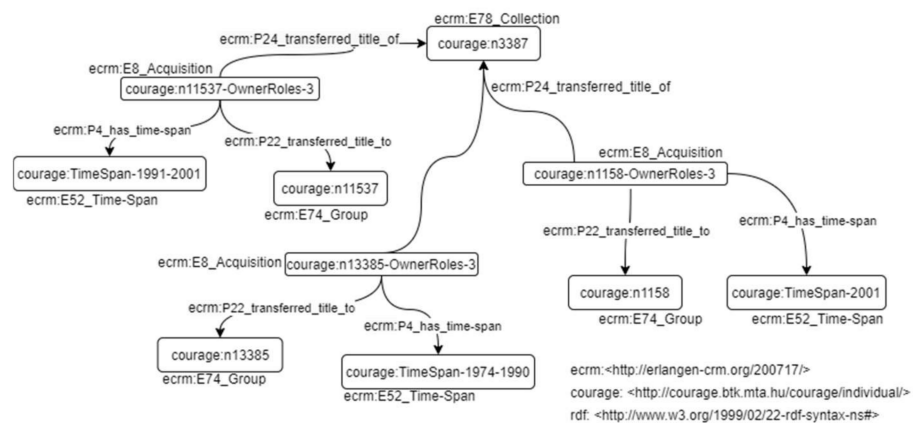 ecrm:E78_Collection
ecrm:P24_transferred_title_of
courage:n3387
ecrm:E8_Acquisition
courage:n11537-OwnerRoles-3
ecrm:P24_transferred_title_of
ecrm:P4_has_time-span
ecrm:P22_transferred_title_to
ecrm:E8_Acquisition
courage:TimeSpan-1991-2001
courage:n1158-OwnerRoles-3
courage:n11537
ecrm:E52_Time-Span
ecrm:E74_Group
ecrm:P4_has_time-span
ecrm:P22_transferred_title_to
ecrm:E8_Acquisition
courage:n13385-OwnerRoles-3
courage:n1158
courage:TimeSpan-2001
ecrm:P22_transferred_title_to
ecrm:E74_Group
ecrm:E52_Time-Span
ecrm:P4_has_time-span
courage:n13385
courage:TimeSpan-1974-1990
ecrm:E74_Group
ecrm:E52_Time-Span
ecrm:<http://erlangen-crm.org/200717/>
courage: <http://courage.btk.mta.hu/courage/individual/>
rdf: <http://www.w3.org/1999/02/22-rdf-syntax-ns#>